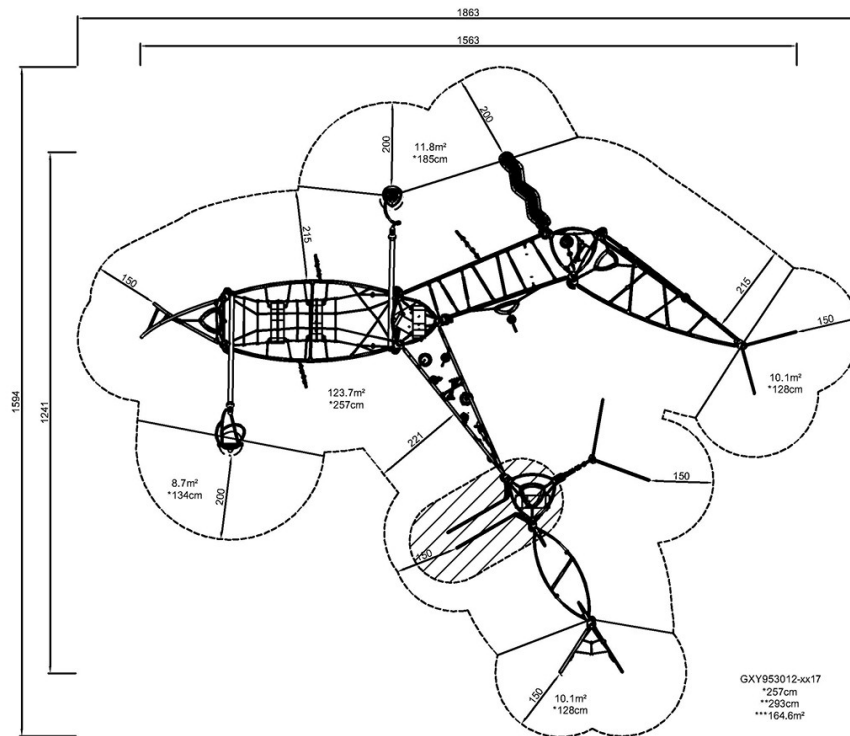 1863
1563
200
200
11.8m²
*185cm
215
150
215
150
1594
1241
123.7m²
*257cm
10.1m²
*128cm
221
8.7m²
*134cm
200
150
150
150
10.1m²
*128cm
GXY953012-xx17
*257cm
**293cm
***164.6m²